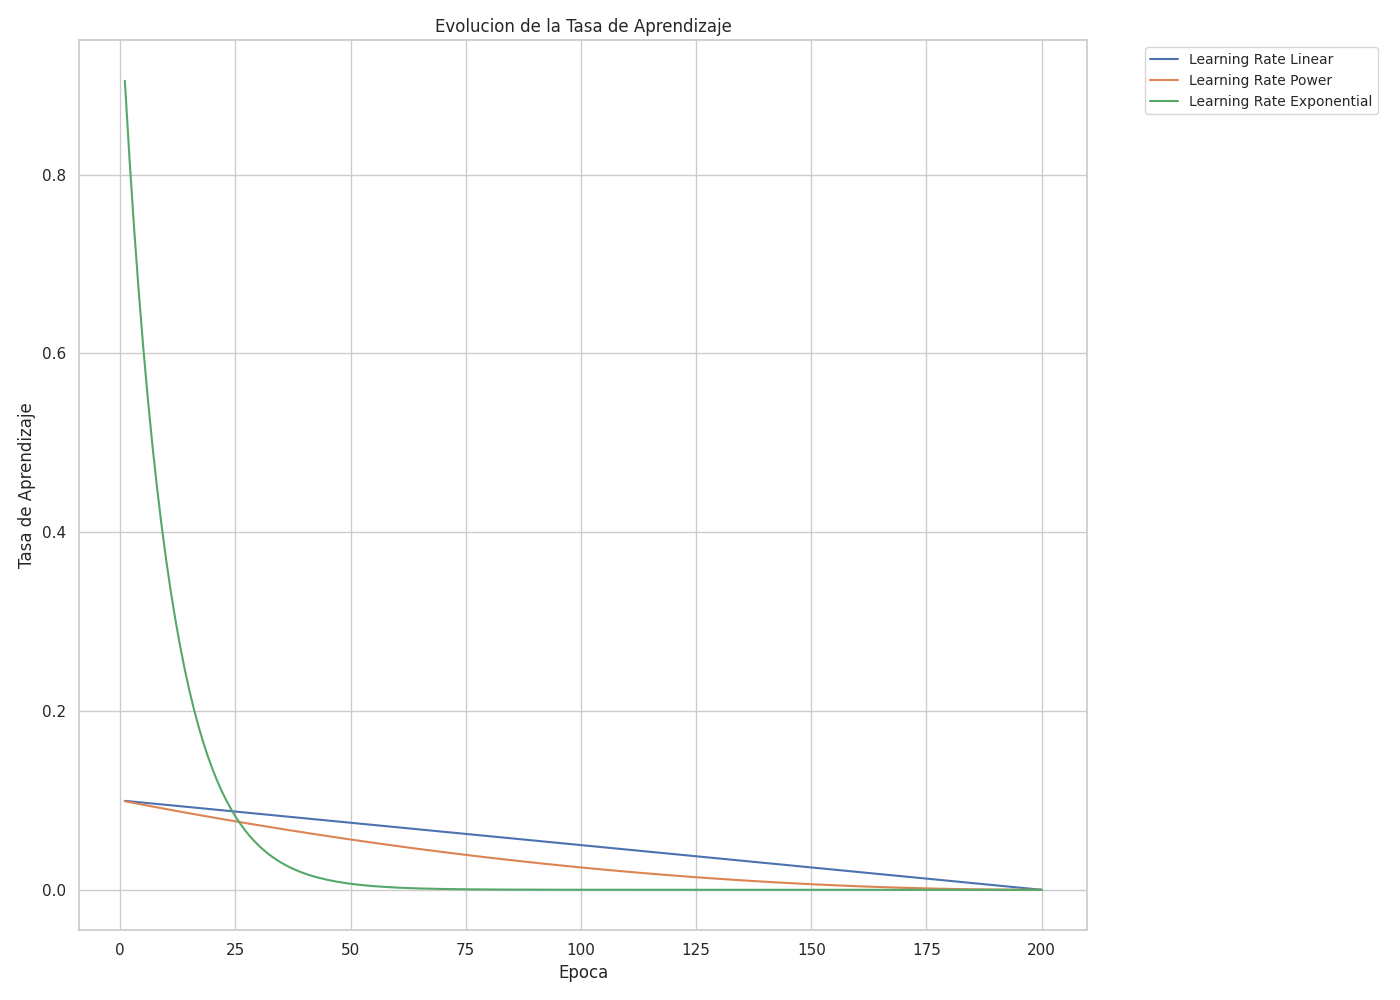 Evolucion de la Tasa de Aprendizaje
Learning Rate Linear
Learning Rate Power
Learning Rate Exponential
Tasa de Aprendizaje
0.8
0.6
0.4
0.2
0.0
0 25 50 75 100 125 150 175 200
Epoca